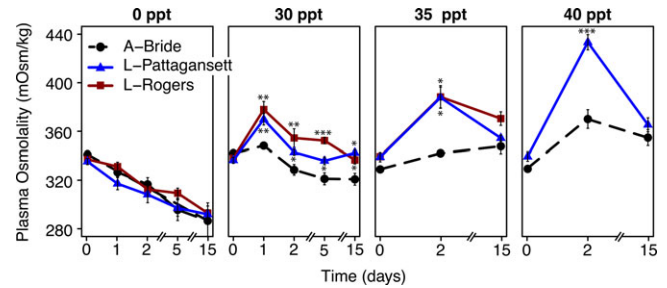 0 ppt
30 ppt
35 ppt
40 ppt
440
400
360
320
280
Plasma Osmolality (mOsm/kg)
A−Bride
L−Pattagansett
L−Rogers
**
**
**
*
***
*
*
*
*
*
***
0 1 2 5 15
0 1 2 5 15
0 2 15
0 2 15
Time (days)